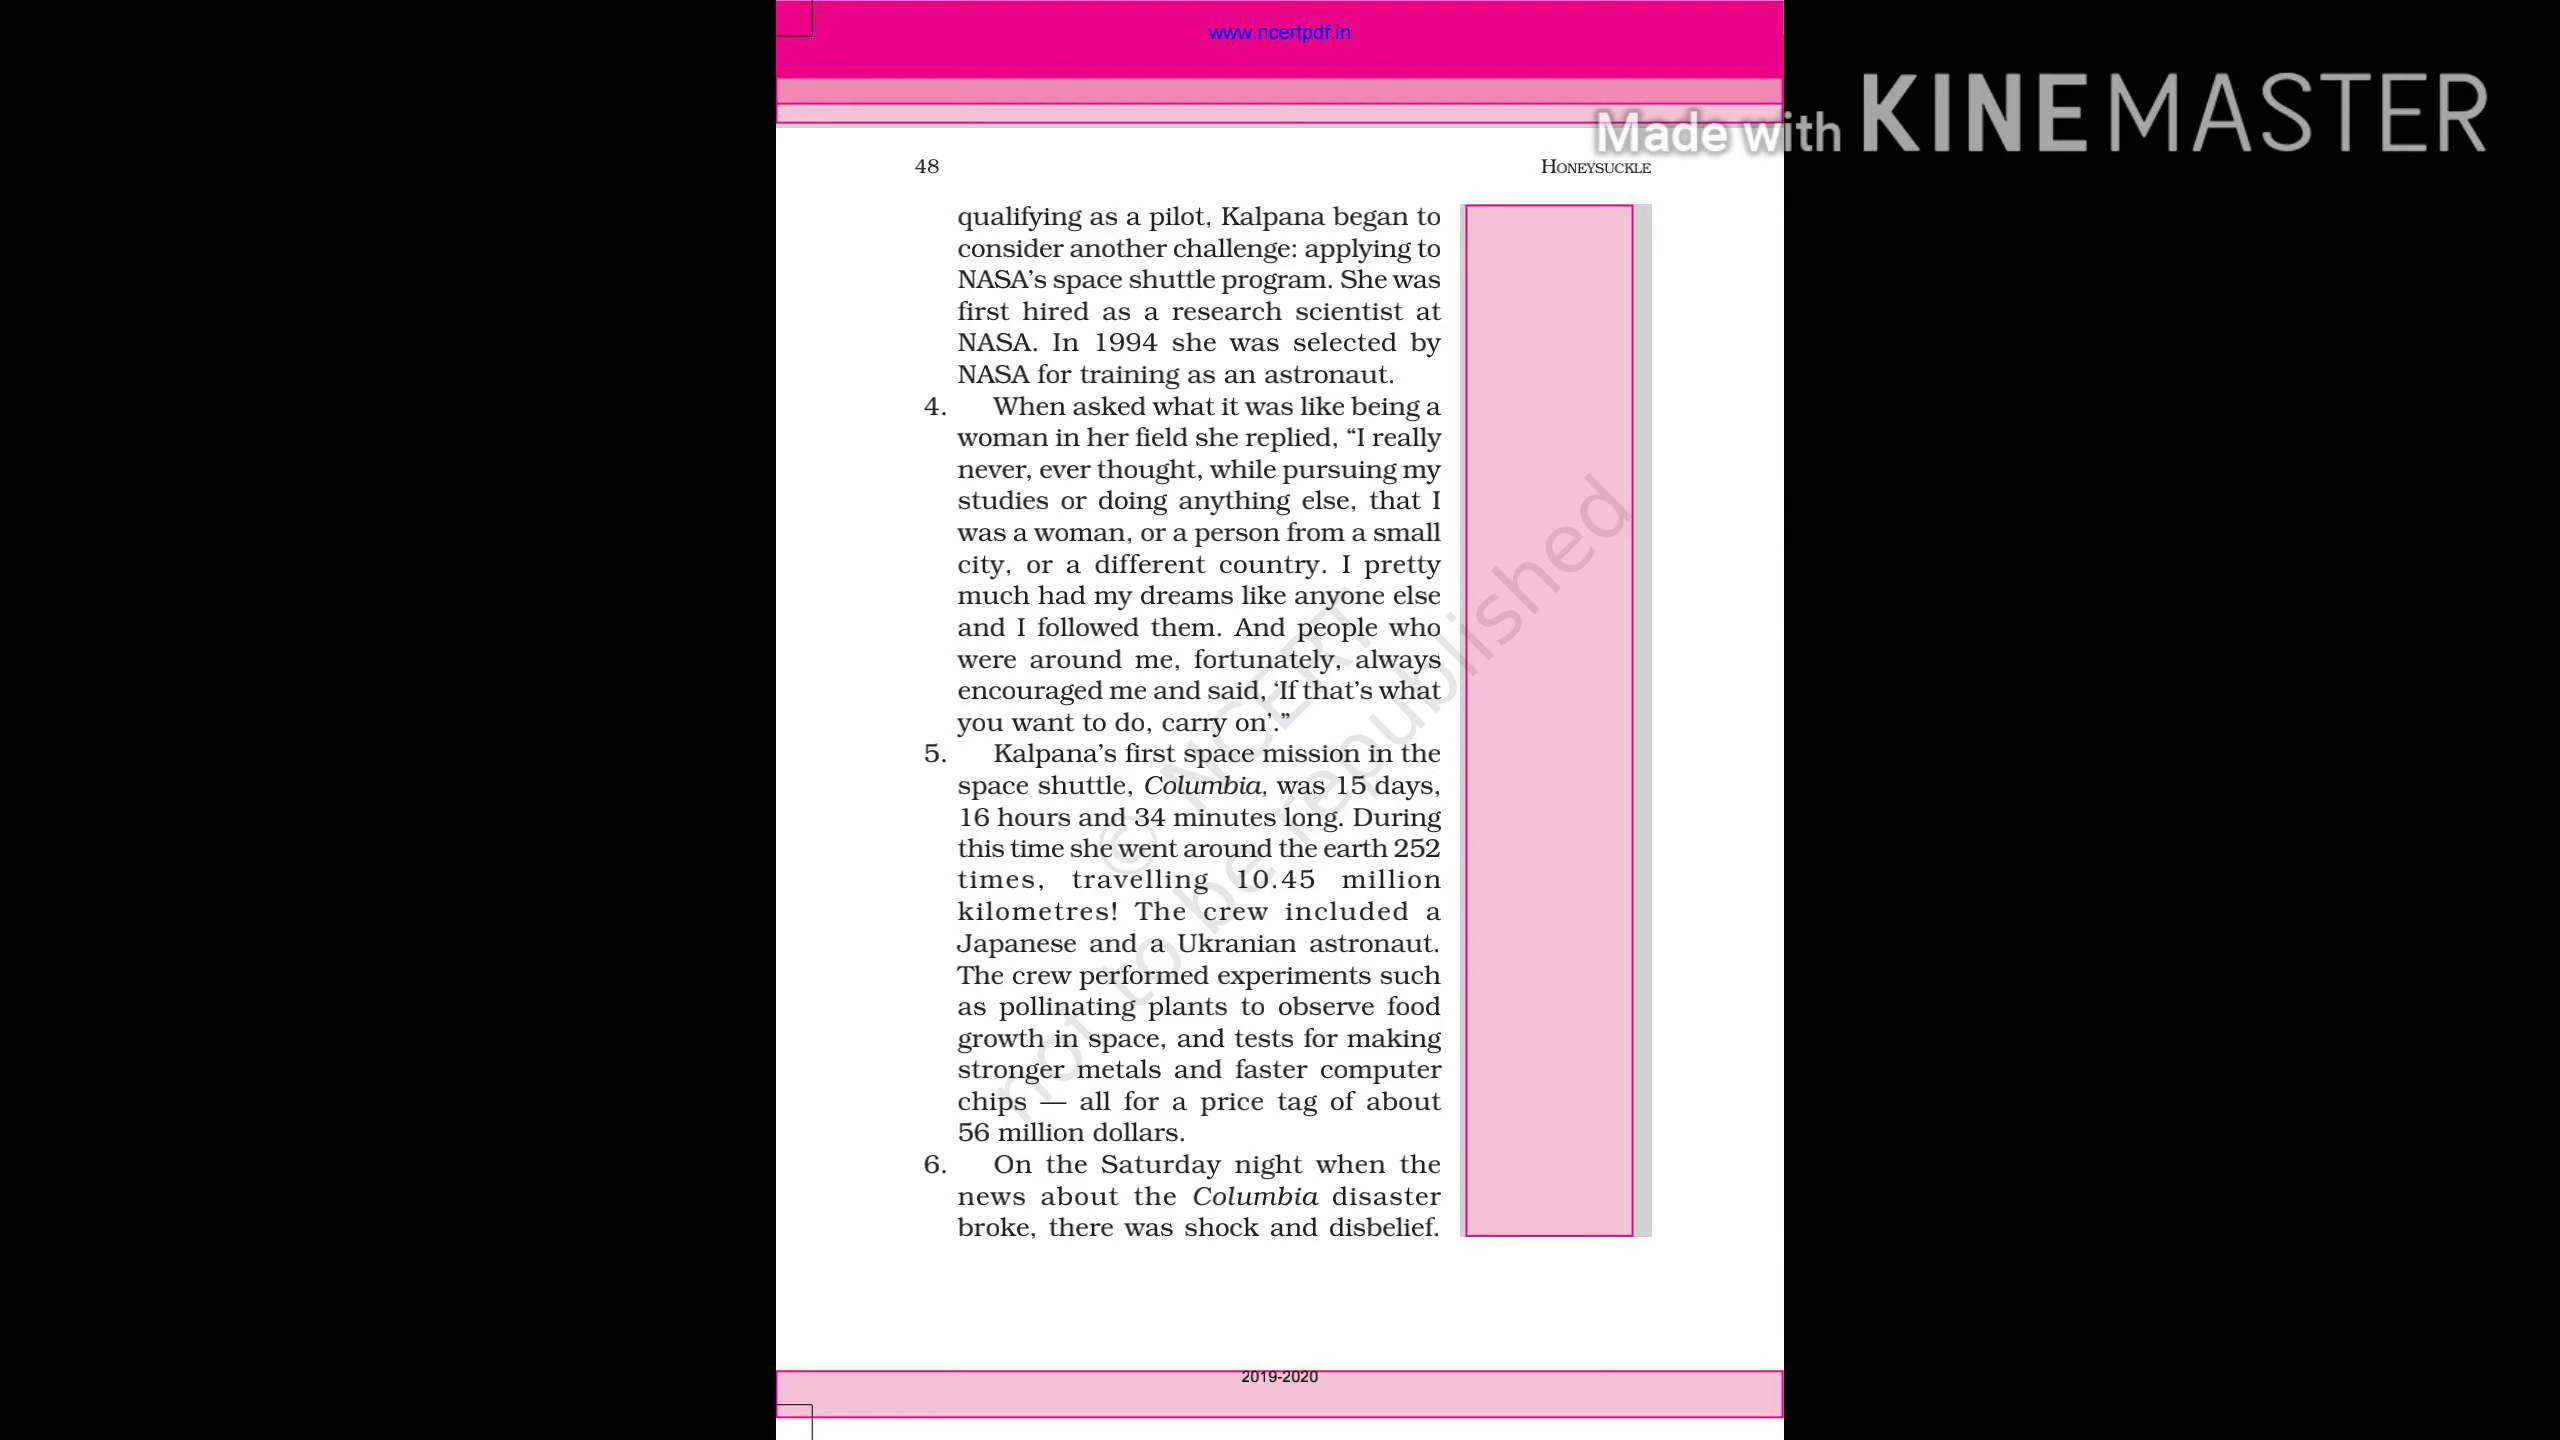 www.ncertpdf.in
Made with KINEMASTER
48
HONEYSUCKLE
qualifying as a pilot, Kalpana began to
consider another challenge: applying to
NASA's space shuttle program. She was
first hired as a research scientist at
NASA. In 1994 she was selected by
NASA for training as an astronaut.
4. When asked what it was like being a
woman in her field she replied, “I really
never, ever thought, while pursuing my
studies or doing anything else, that I
was a woman, or a person from a small
city, or a different country. I pretty
much had my dreams like anyone else
and I followed them. And people who
were around me, fortunately, always
encouraged me and said, ‘If that’s what
you want to do, carry on’.”
5. Kalpana’s first space mission in the
space shuttle, Columbia, was 15 days,
16 hours and 34 minutes long. During
this time she went around the earth 252
times, travelling 10.45 million
kilometres! The crew included a
Japanese and a Ukranian astronaut.
The crew performed experiments such
as pollinating plants to observe food
growth in space, and tests for making
stronger metals and faster computer
chips — all for a price tag of about
56 million dollars.
6. On the Saturday night when the
news about the Columbia disaster
broke, there was shock and disbelief.
© NCERT
not to be republished
2019-2020